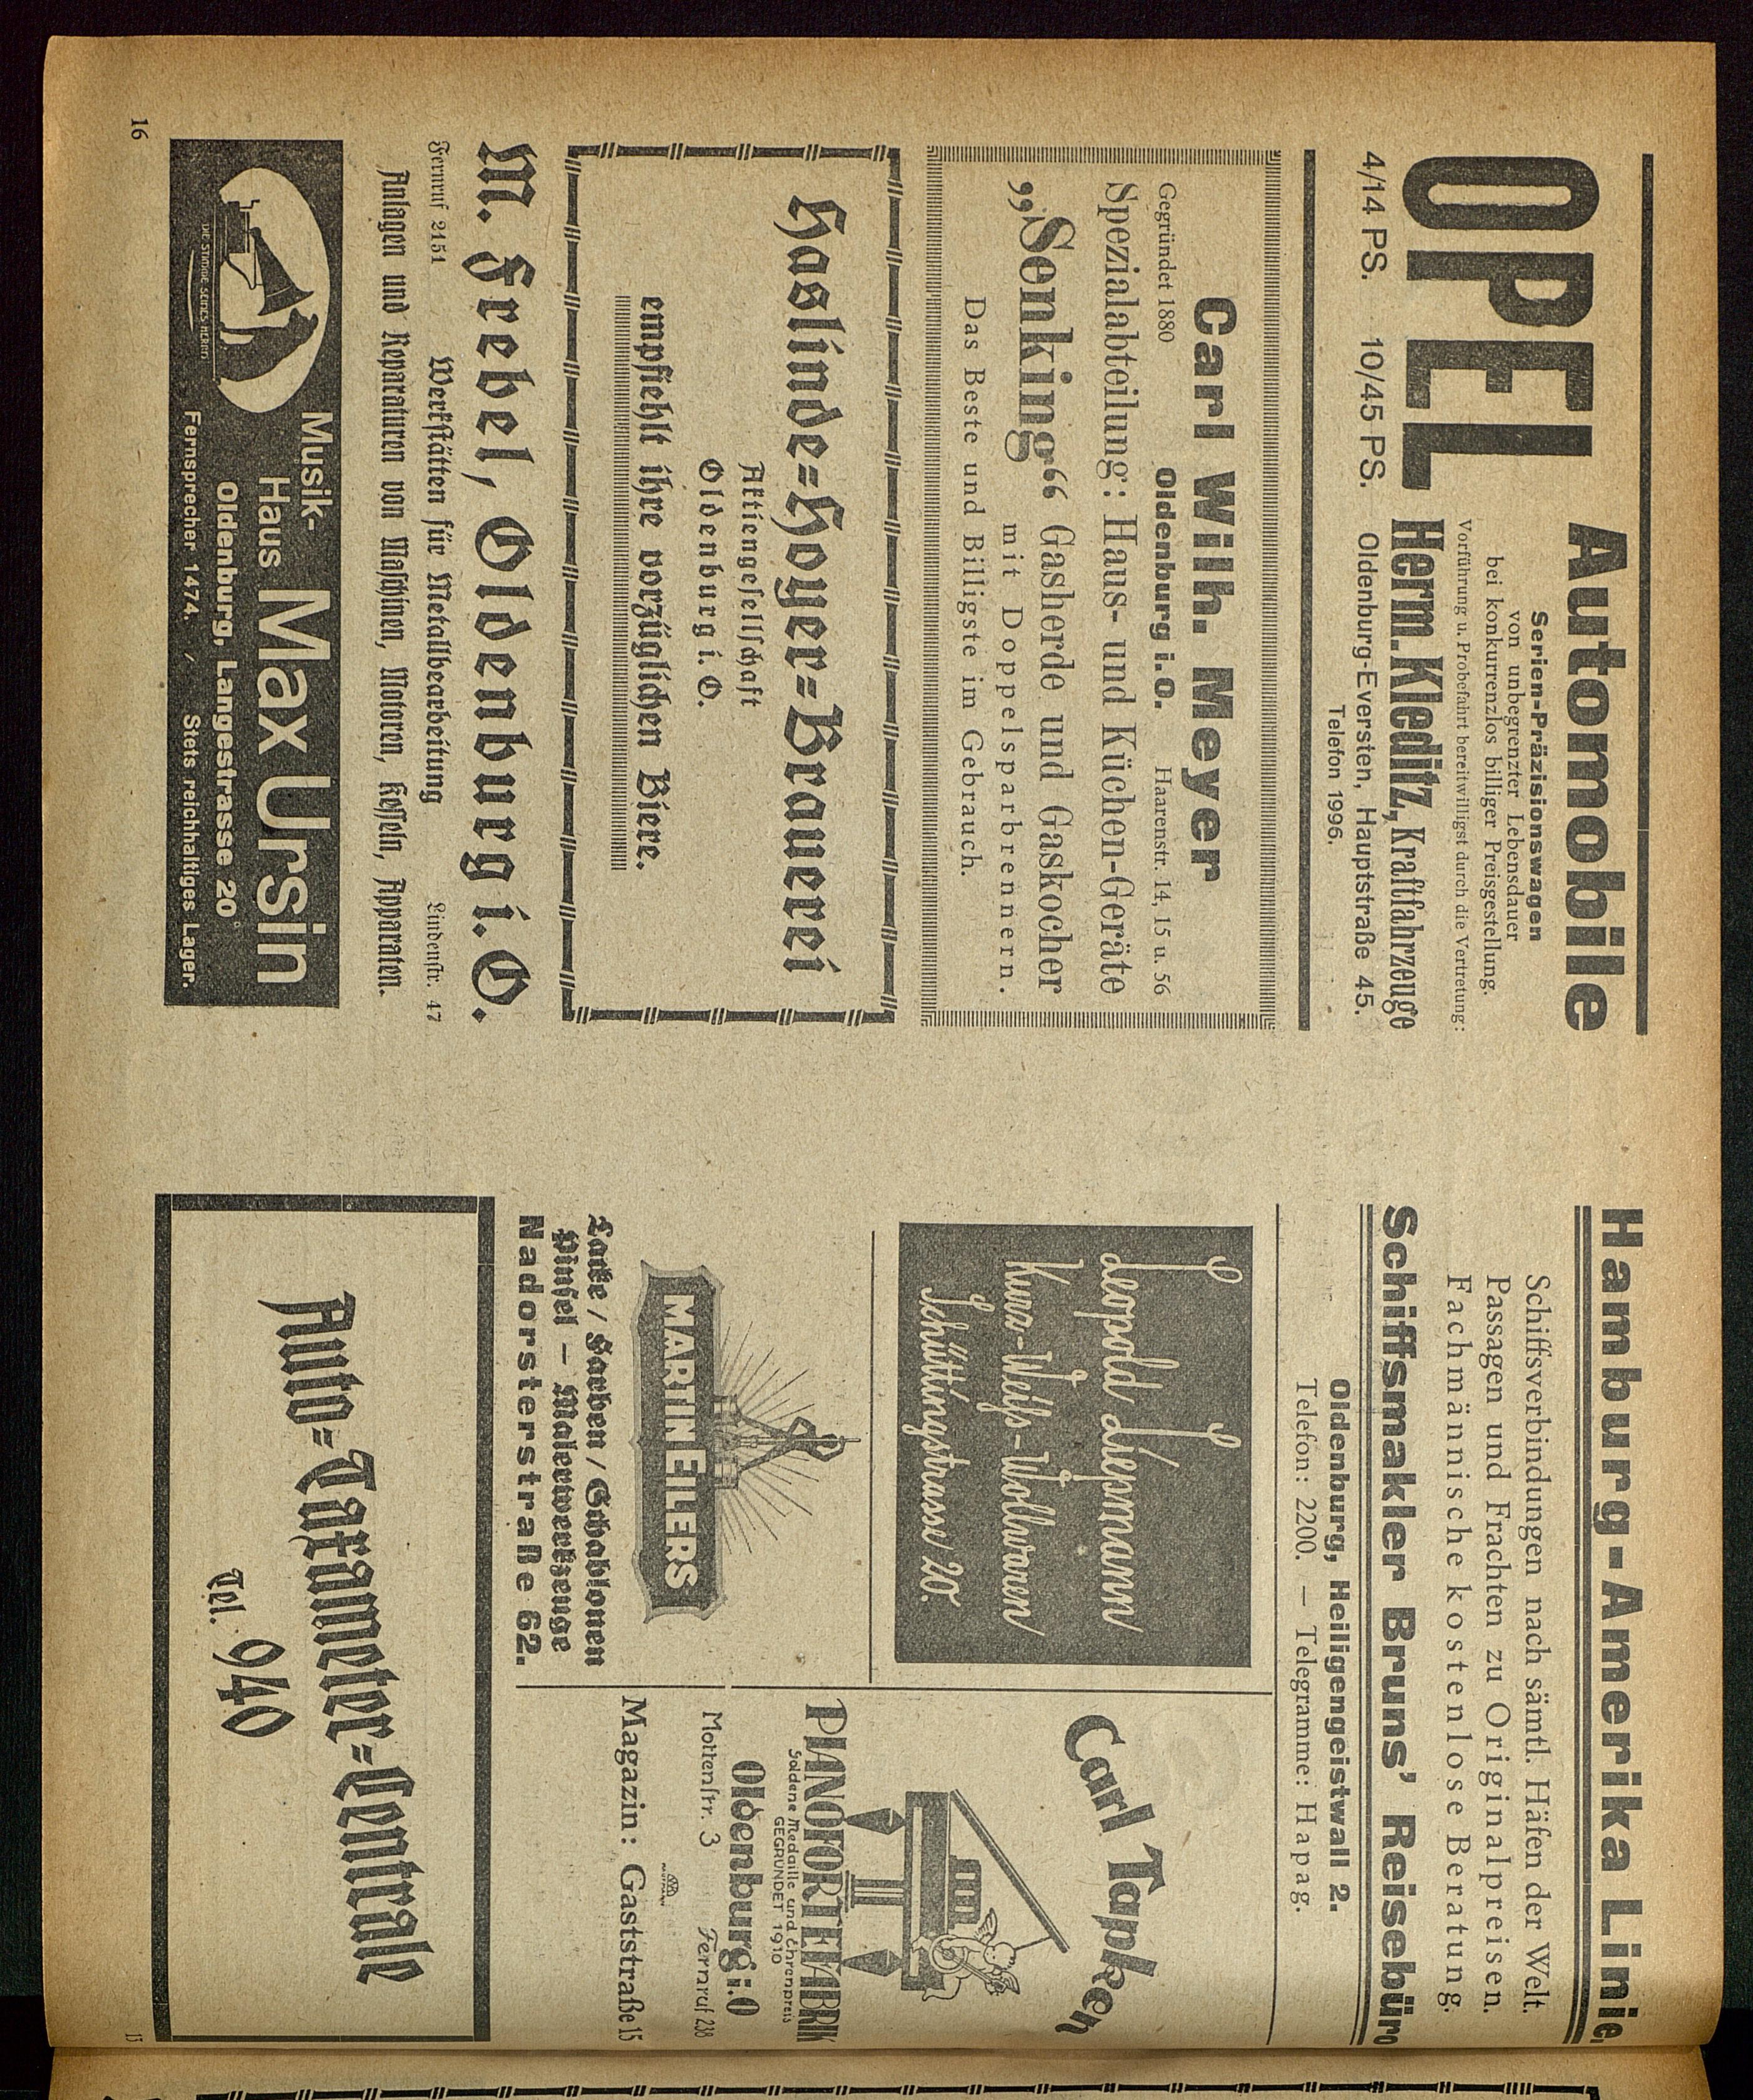 OPEL
Automobile
Serien-Präzisionswagen
von unbegrenzter Lebensdauer
bei konkurrenzlos billiger Preisgestellung.
Vorführung u. Probefahrt bereitwilligst durch die Vertretung:
Herm. Kleditz, Kraftfahrzeuge
4/14 PS. 10/45 PS. Oldenburg-Eversten, Hauptstraße 45.
Telefon 1996.
Carl Wilh. Meyer
Gegründet 1880 Oldenburg i. O. Haarenstr. 14, 15 u. 56
Spezialabteilung: Haus- und Küchen-Geräte
„Senking“ Gasherde und Gaskocher
mit Doppelsparbrennern.
Das Beste und Billigste im Gebrauch.
Haslinde-Hoyer-Brauerei
Aktiengesellschaft
Oldenburg i. O.
empfiehlt ihre vorzüglichen Biere.
M. Frebel, Oldenburg i. O.
Fernruf 2151 Werkstätten für Metallbearbeitung Lindenstr. 47
Anlagen und Reparaturen von Maschinen, Motoren, Kesseln, Apparaten.
DIE STIMME SEINES HERRN
Musik-
Haus Max Ursin
Oldenburg, Langestrasse 20
Fernsprecher 1474. / Stets reichhaltiges Lager.
16
Hamburg-Amerika Linie,
Schiffsverbindungen nach sämtl. Häfen der Welt.
Passagen und Frachten zu Originalpreisen.
Fachmännische kostenlose Beratung.
Schiffsmakler Bruns’ Reisebüro
Oldenburg, Heiligengeistwall 2.
Telefon: 2200. — Telegramme: Hapag.
Leopold Liepmann
Kurz-Weiß-Wollwaren
Schüttingstrasse 20.
MARTIN EILERS
Lacke / Farben / Schablonen
Pinsel — Malerwerkzeuge
Nadorsterstraße 62.
Carl Tapken
PIANOFORTEFABRIK
Goldene Medaille und Ehrenpreis
GEGRÜNDET 1910
Oldenburg i.O
Mottenstr. 3 Fernruf 238
Magazin: Gaststraße 15
Auto-Taxameter-Centrale
Tel. 940
15